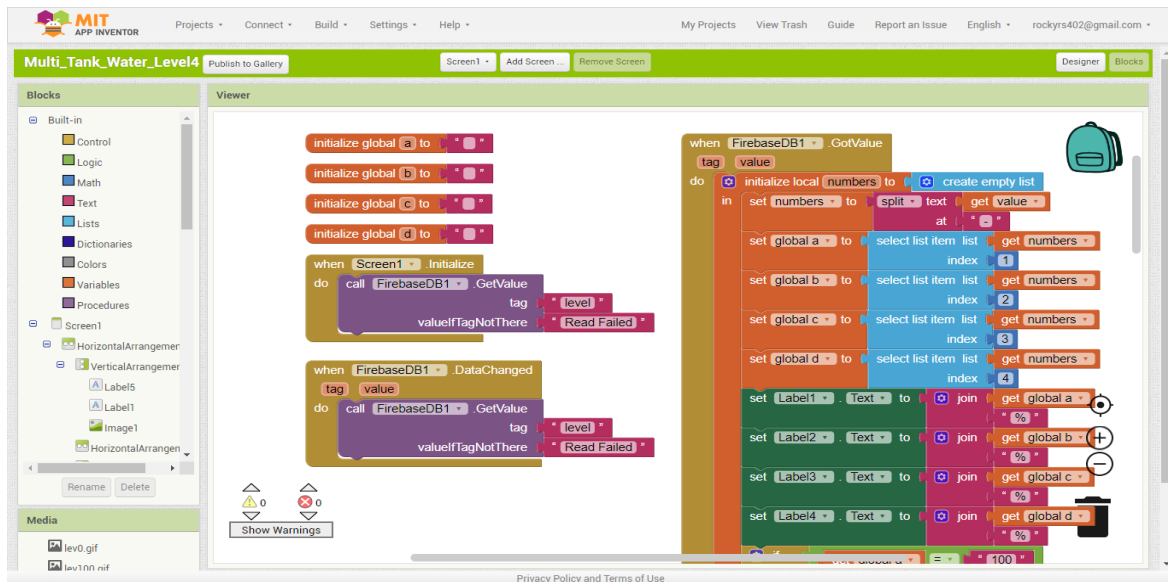 MIT
APP INVENTOR
Projects
Connect
Build
Settings
Help
My Projects
View Trash
Guide
Report an Issue
English
rockyrs402@gmail.com
Multi_Tank_Water_Level4
Publish to Gallery
Screen1
Add Screen ...
Remove Screen
Designer
Blocks
Blocks
Built-in
Control
Logic
Math
Text
Lists
Dictionaries
Colors
Variables
Procedures
Screen1
HorizontalArrangemen
VerticalArrangemer
Label5
Label1
Image1
HorizontalArrangen
Rename
Delete
Media
lev0.gif
lev100.gif
Viewer
initialize global a to " "
initialize global b to " "
initialize global c to " "
initialize global d to " "
when Screen1 .Initialize
do call FirebaseDB1 .GetValue
tag " level "
valueIfTagNotThere " Read Failed "
when FirebaseDB1 .DataChanged
tag value
do call FirebaseDB1 .GetValue
tag " level "
valueIfTagNotThere " Read Failed "
0 0
Show Warnings
when FirebaseDB1 .GotValue
tag value
do initialize local numbers to create empty list
in set numbers to split text get value
at " - "
set global a to select list item list get numbers
index 1
set global b to select list item list get numbers
index 2
set global c to select list item list get numbers
index 3
set global d to select list item list get numbers
index 4
set Label1 . Text to join get global a
" % "
set Label2 . Text to join get global b
" % "
set Label3 . Text to join get global c
" % "
set Label4 . Text to join get global d
" % "
= " 100 "
Privacy Policy and Terms of Use